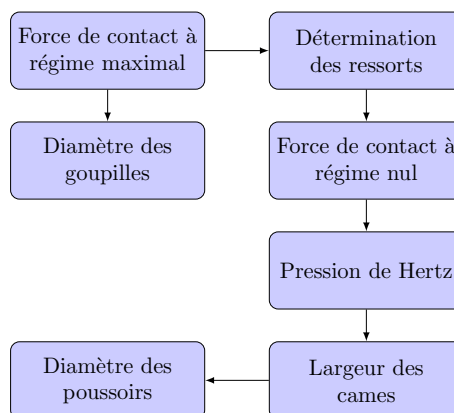 Force de contact à
régime maximal
Détermination
des ressorts
Diamètre des
goupilles
Force de contact à
régime nul
Pression de Hertz
Diamètre des
poussoirs
Largeur des
cames